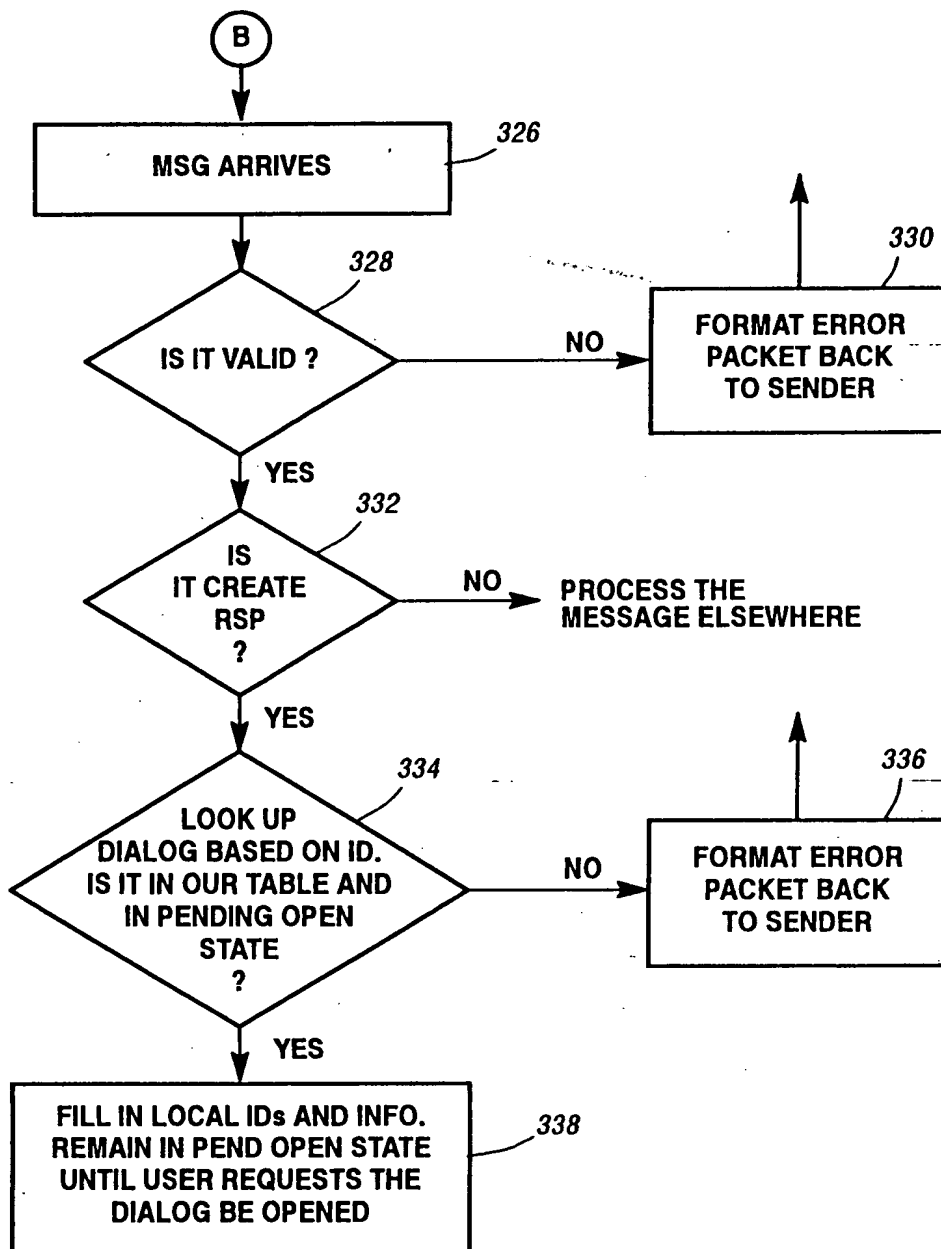 B
MSG ARRIVES
326
328
IS IT VALID ?
NO
330
FORMAT ERROR
PACKET BACK
TO SENDER
YES
332
IS
IT CREATE
RSP
?
NO
PROCESS THE
MESSAGE ELSEWHERE
YES
334
LOOK UP
DIALOG BASED ON ID.
IS IT IN OUR TABLE AND
IN PENDING OPEN
STATE
?
NO
336
FORMAT ERROR
PACKET BACK
TO SENDER
YES
338
FILL IN LOCAL IDs AND INFO.
REMAIN IN PEND OPEN STATE
UNTIL USER REQUESTS THE
DIALOG BE OPENED